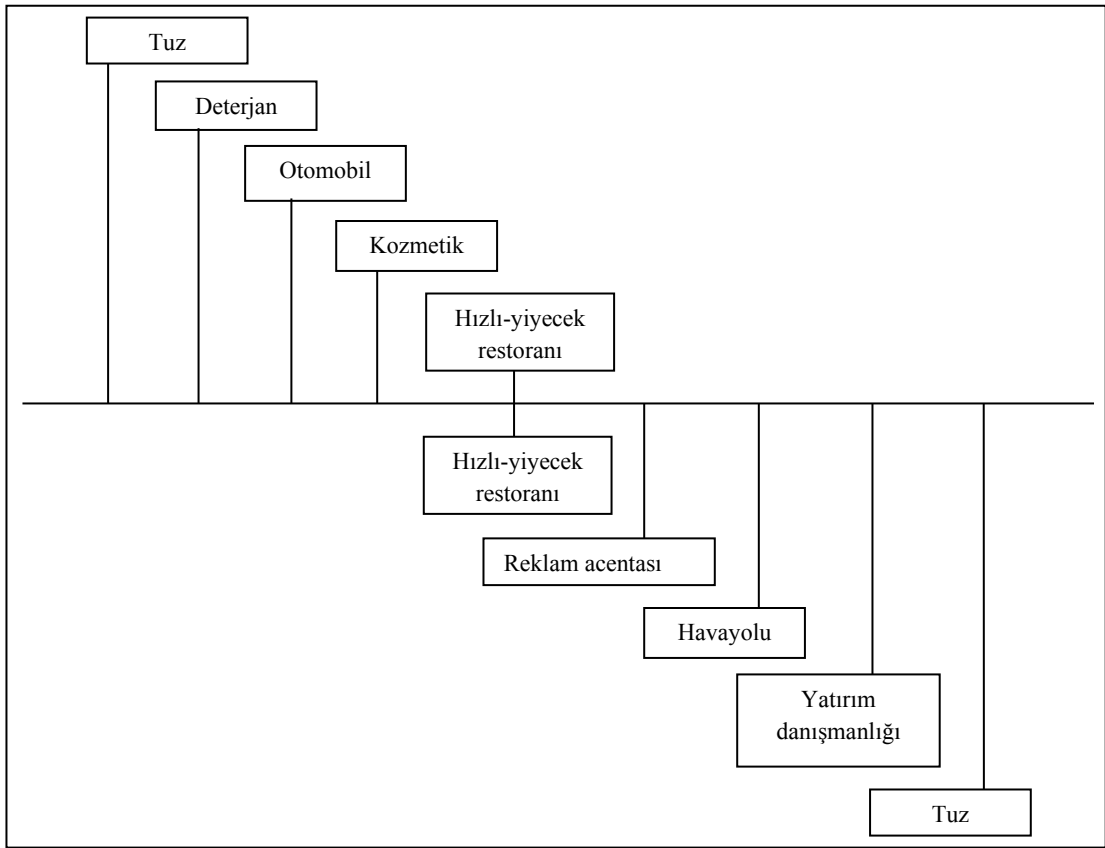 Tuz
Deterjan
Otomobil
Kozmetik
Hızlı-yiyecek
restoranı
Hızlı-yiyecek
restoranı
Reklam acentası
Havayolu
Yatırım
danışmanlığı
Tuz